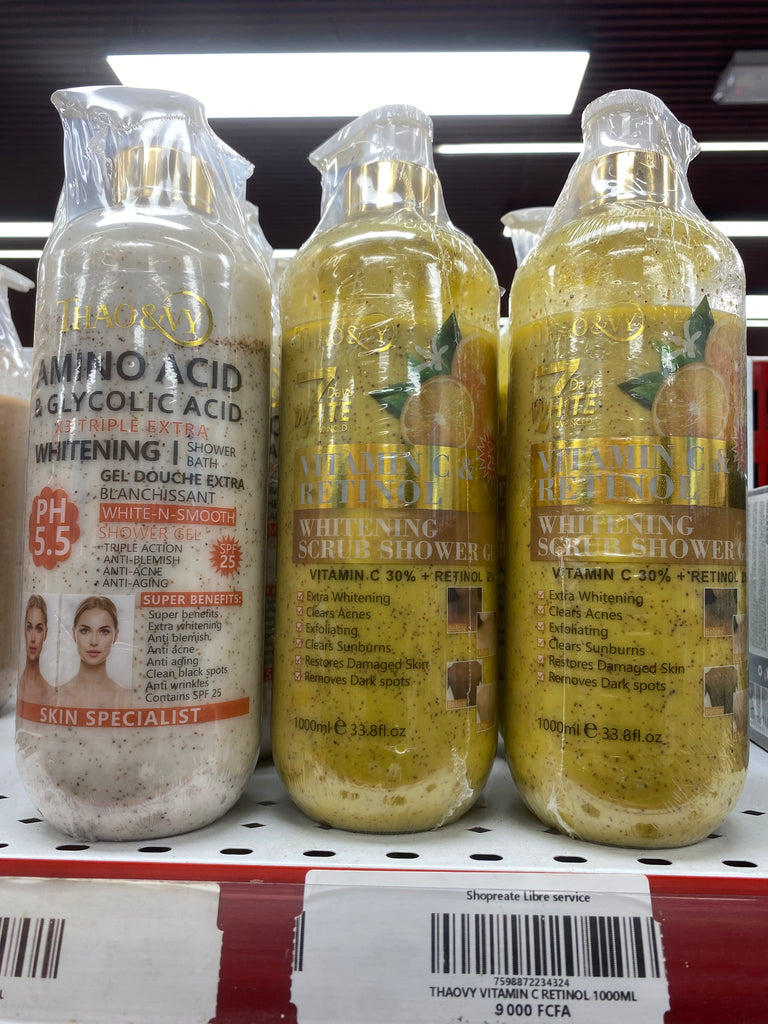 THAO&VY
AMINO ACID
& GLYCOLIC ACID
X3 TRIPLE EXTRA
WHITENING | SHOWER
BATH
GEL DOUCHE EXTRA
BLANCHISSANT
WHITE-N-SMOOTH
SHOWER GEL
PH
5.5
TRIPLE ACTION
ANTI-BLEMISH
ANTI-ACNE
ANTI-AGING
SPF
25
SUPER BENEFITS:
Super benefits
Extra whitening
Anti blemish
Anti acne
Anti aging
Clean black spots
Anti wrinkles
Contains SPF 25
SKIN SPECIALIST
THAO&VY
7 Days
WHITE
ADVANCED
VITAMIN C &
RETINOL
WHITENING
SCRUB SHOWER G
VITAMIN C 30% + RETINOL
Extra Whitening
Clears Acnes
Exfoliating
Clears Sunburns
Restores Damaged Skin
Removes Dark spots
1000ml e 33.8fl.oz
THAO&VY
7 Days
WHITE
ADVANCED
VITAMIN C &
RETINOL
WHITENING
SCRUB SHOWER
VITAMIN C 30% + RETINOL
Extra Whitening
Clears Acnes
Exfoliating
Clears Sunburns
Restores Damaged Skin
Removes Dark spots
1000ml e 33.8fl.oz
L
Shopreate Libre service
7598872234324
THAOVY VITAMIN C RETINOL 1000ML
9 000 FCFA